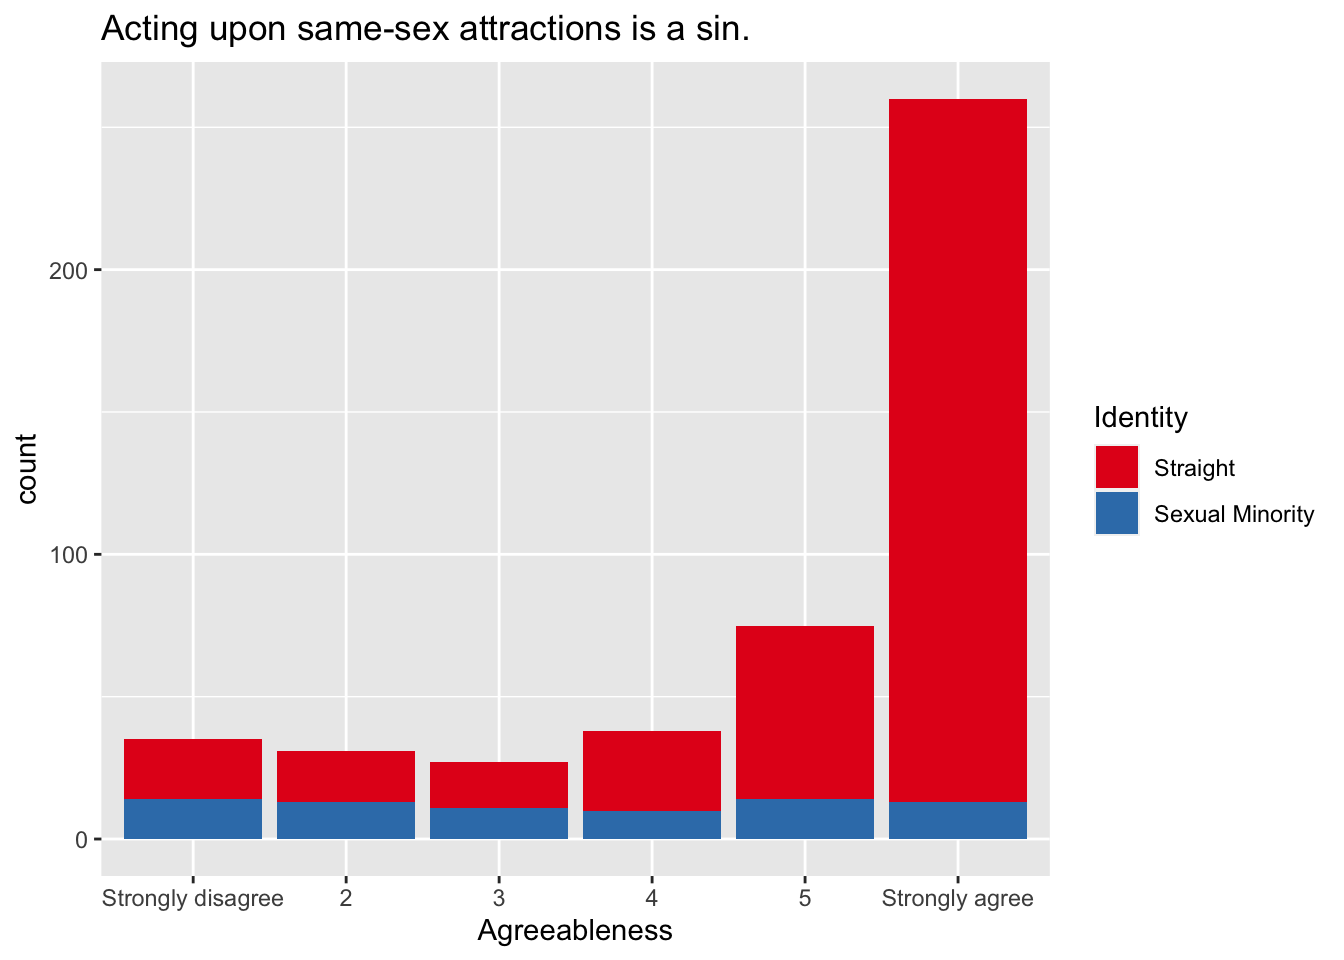 Acting upon same-sex attractions is a sin.
count
200
100
0
Strongly disagree 2 3 4 5 Strongly agree
Agreeableness
Identity
Straight
Sexual Minority